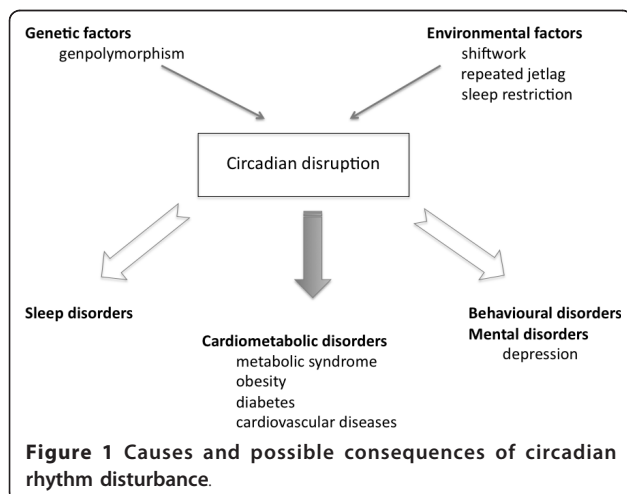 Genetic factors
genpolymorphism
Environmental factors
shiftwork
repeated jetlag
sleep restriction
Circadian disruption
Sleep disorders
Cardiometabolic disorders
metabolic syndrome
obesity
diabetes
cardiovascular diseases
Behavioural disorders
Mental disorders
depression
Figure 1 Causes and possible consequences of circadian
rhythm disturbance.